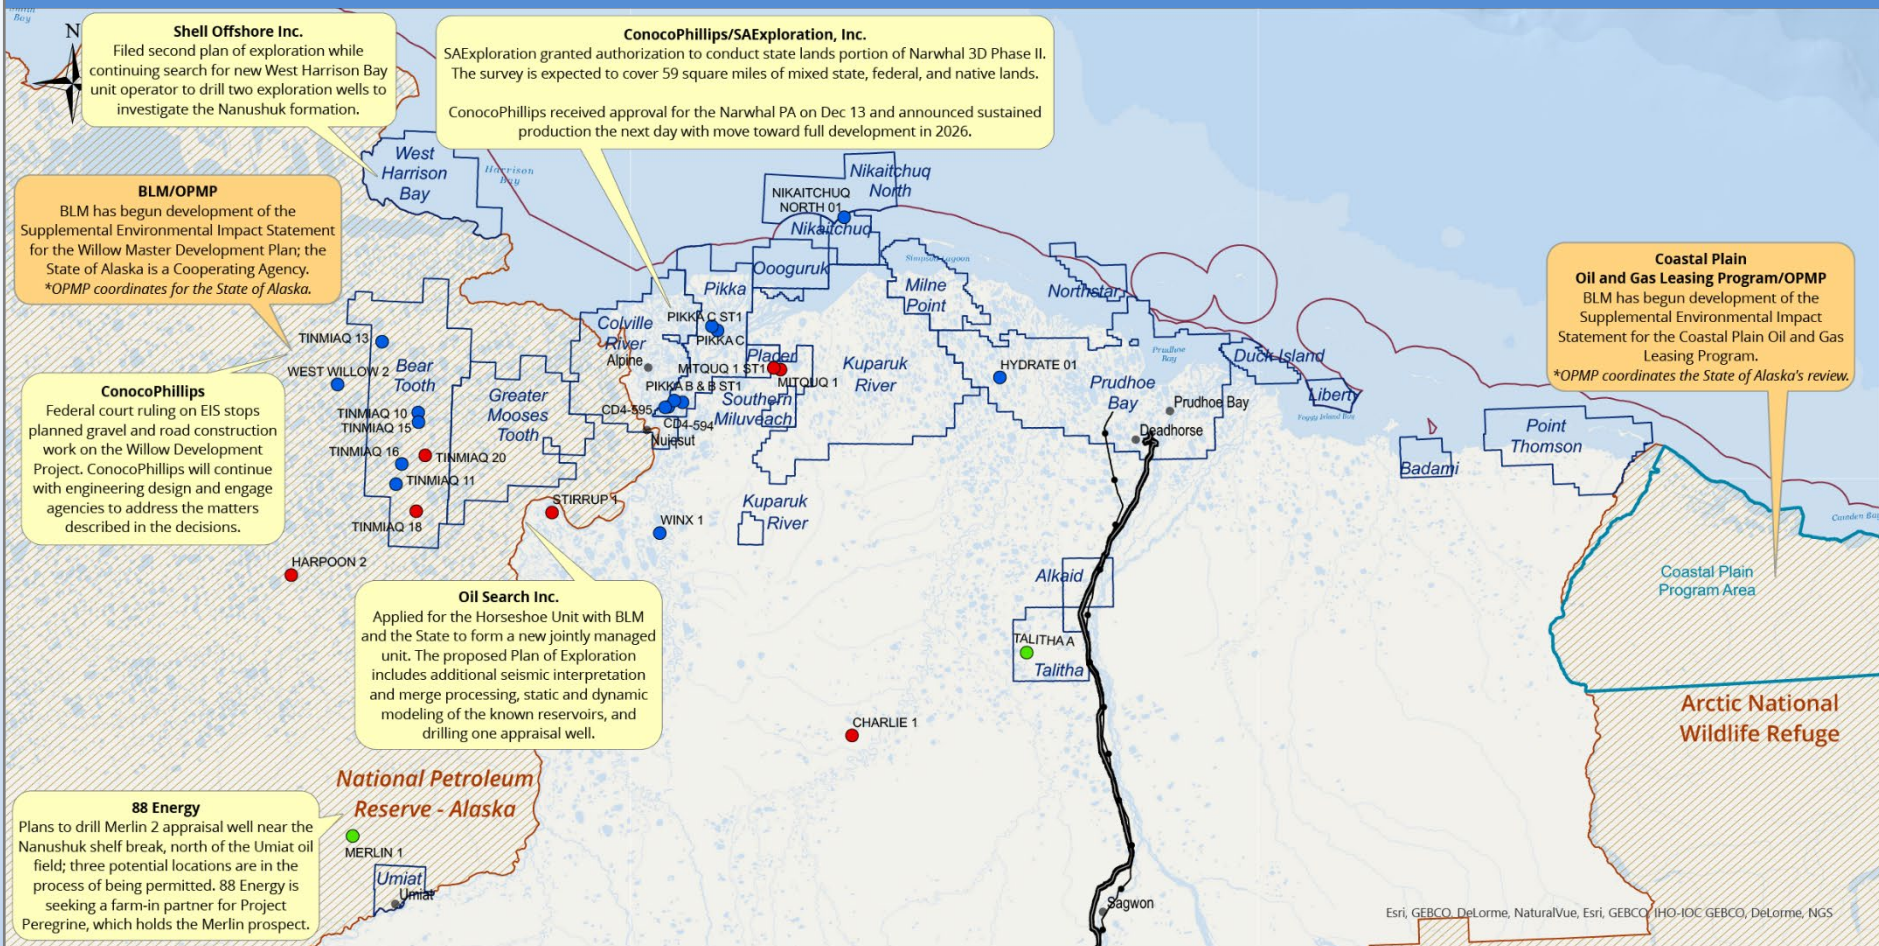 Bay
N
Shell Offshore Inc.
Filed second plan of exploration while
continuing search for new West Harrison Bay
unit operator to drill two exploration wells to
investigate the Nanushuk formation.
ConocoPhillips/SAExploration, Inc.
SAExploration granted authorization to conduct state lands portion of Narwhal 3D Phase II.
The survey is expected to cover 59 square miles of mixed state, federal, and native lands.
ConocoPhillips received approval for the Narwhal PA on Dec 13 and announced sustained
production the next day with move toward full development in 2026.
West
Harrison
Bay
Harrison
Bay
Nikaitchuq
North
NIKAITCHUQ
NORTH 01
Nikaitchuq
BLM/OPMP
BLM has begun development of the
Supplemental Environmental Impact Statement
for the Willow Master Development Plan; the
State of Alaska is a Cooperating Agency.
*OPMP coordinates for the State of Alaska.
Coastal Plain
Oil and Gas Leasing Program/OPMP
BLM has begun development of the
Supplemental Environmental Impact
Statement for the Coastal Plain Oil and Gas
Leasing Program.
*OPMP coordinates the State of Alaska's review.
Oooguruk
Simpson Lagoon
Pikka
Milne
Point
Northstar
PIKKA C ST1
PIKKA C
Colville
River
Alpine
TINMIAQ 13
WEST WILLOW 2
Bear
Tooth
Placer
MITQUQ 1 ST1
MITQUQ 1
Kuparuk
River
HYDRATE 01
Prudhoe
Bay
Duck Island
Liberty
Foggy Island Bay
Prudhoe
Bay
Prudhoe Bay
Deadhorse
ConocoPhillips
Federal court ruling on EIS stops
planned gravel and road construction
work on the Willow Development
Project. ConocoPhillips will continue
with engineering design and engage
agencies to address the matters
described in the decisions.
TINMIAQ 10
TINMIAQ 15
Greater
Mooses
Tooth
PIKKA B & B ST1
CD4-595
CD4-594
Southern
Miluveach
Nuiqsut
TINMIAQ 16
TINMIAQ 20
TINMIAQ 11
TINMIAQ 18
STIRRUP 1
Kuparuk
River
WINX 1
Point
Thomson
Badami
Camden Bay
HARPOON 2
Alkaid
Coastal Plain
Program Area
Oil Search Inc.
Applied for the Horseshoe Unit with BLM
and the State to form a new jointly managed
unit. The proposed Plan of Exploration
includes additional seismic interpretation
and merge processing, static and dynamic
modeling of the known reservoirs, and
drilling one appraisal well.
TALITHA A
Talitha
CHARLIE 1
Arctic National
Wildlife Refuge
National Petroleum
Reserve - Alaska
88 Energy
Plans to drill Merlin 2 appraisal well near the
Nanushuk shelf break, north of the Umiat oil
field; three potential locations are in the
process of being permitted. 88 Energy is
seeking a farm-in partner for Project
Peregrine, which holds the Merlin prospect.
MERLIN 1
Umiat
Umiat
Sagwon
Esri, GEBCO, DeLorme, NaturalVue, Esri, GEBCO, IHO-IOC GEBCO, DeLorme, NGS